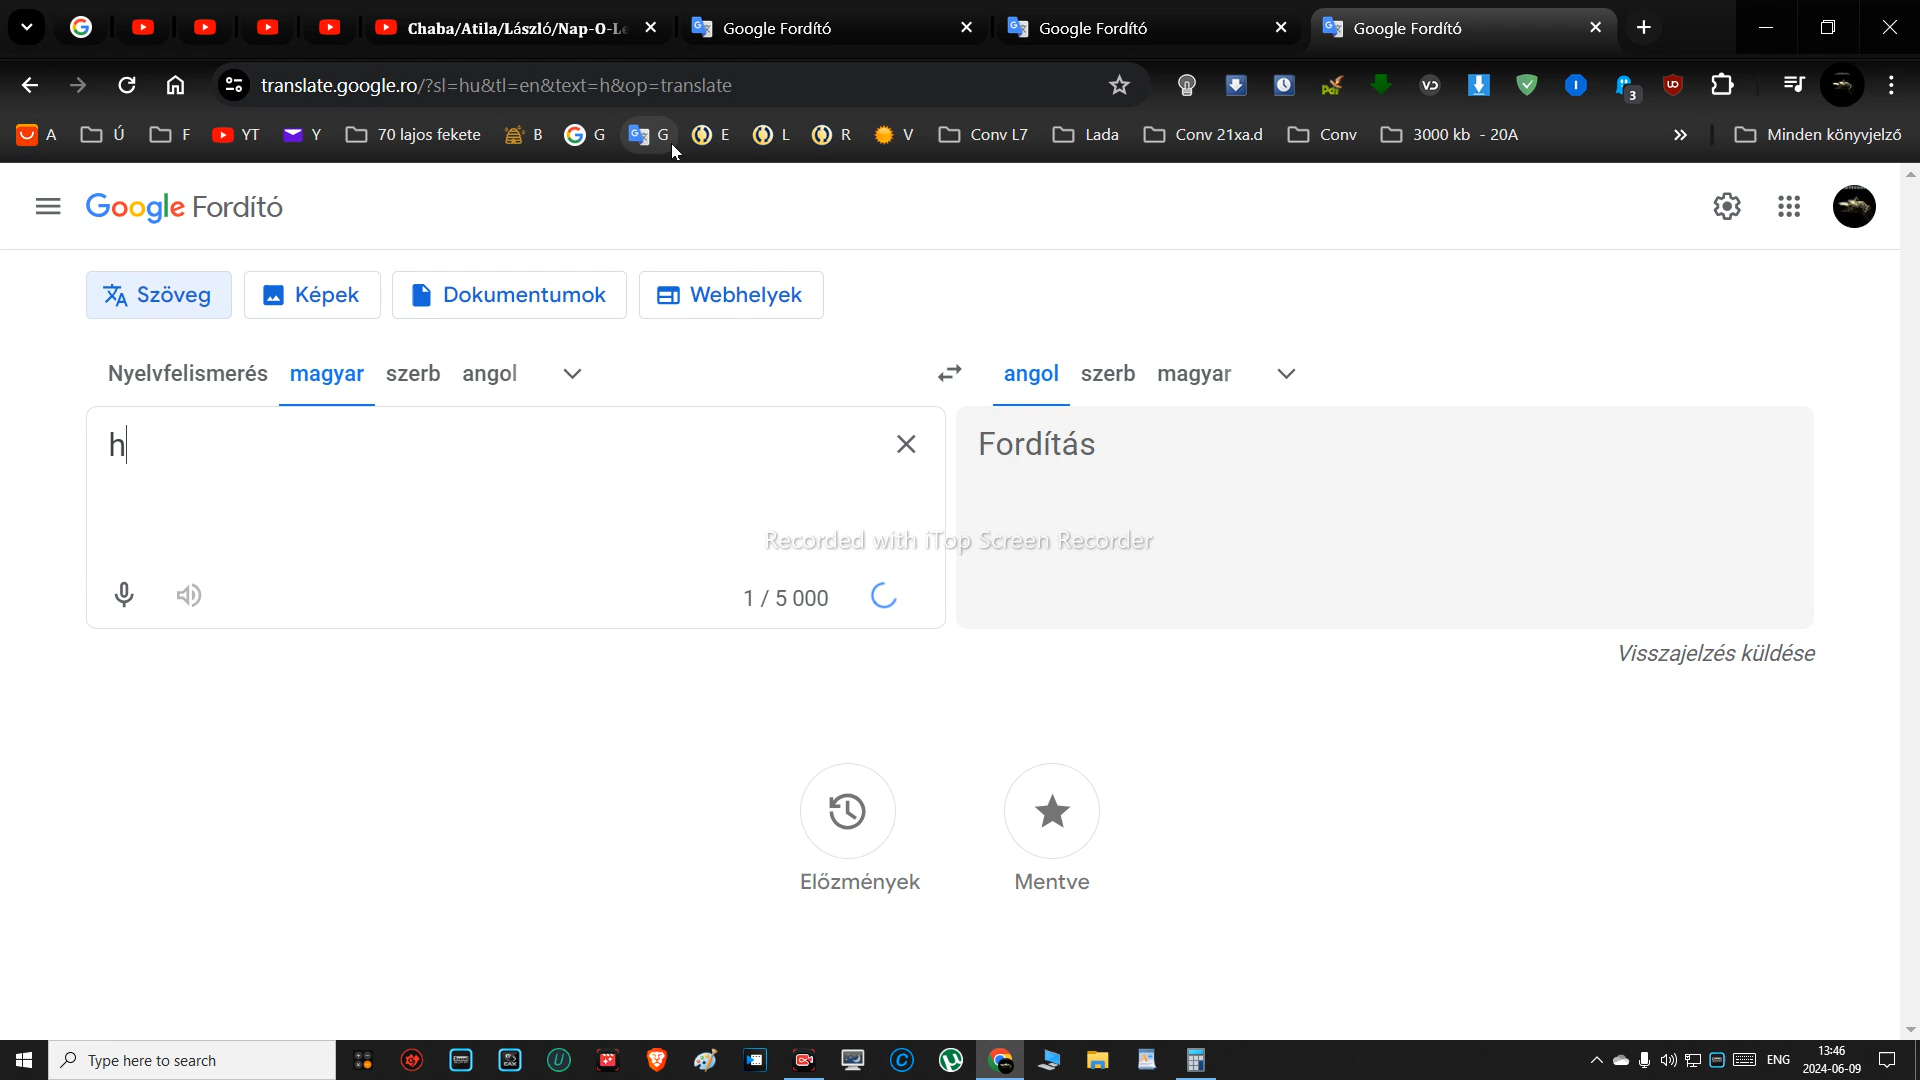 Chaba/Atila/László/Nap-O-Le
Google Fordító
Google Fordító
Google Fordító
translate.google.ro/?sl=hu&tl=en&text=h&op=translate
3
A Ú F YT Y 70 lajos fekete B G G E L R V Conv L7 Lada Conv 21xa.d Conv 3000 kb - 20A » Minden könyvjelző
Google Fordító
Szöveg Képek Dokumentumok Webhelyek
Nyelvfelismerés magyar szerb angol angol szerb magyar
h
Fordítás
Recorded with iTop Screen Recorder
1 / 5 000
Visszajelzés küldése
Előzmények Mentve
Type here to search
ENG
13:46
2024-06-09